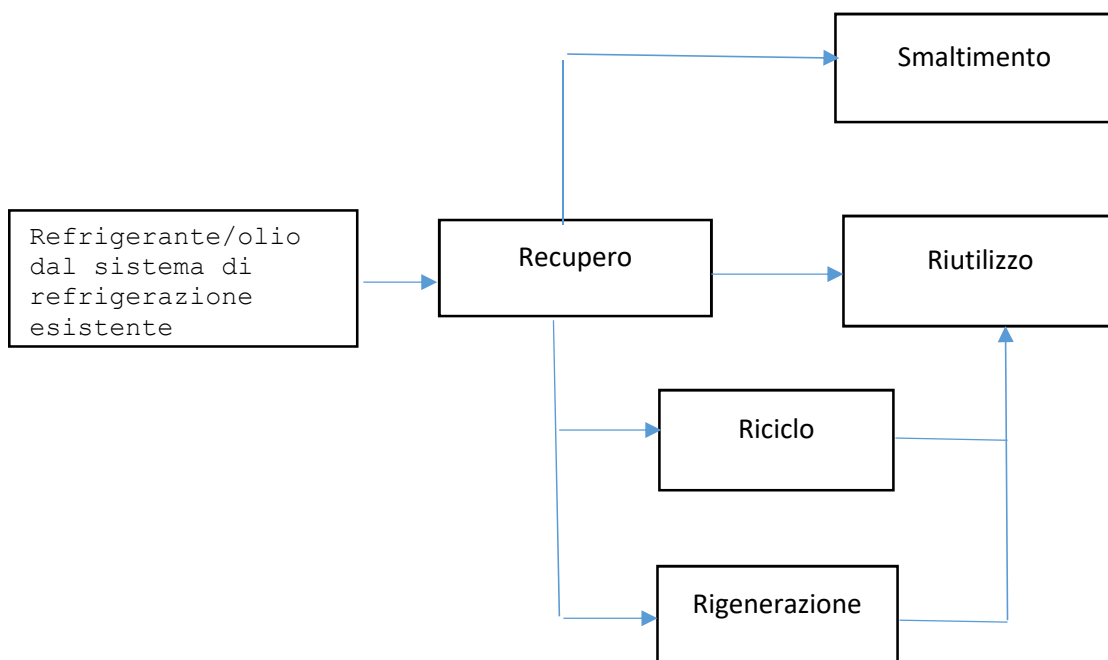 Smaltimento
Refrigerante/olio
dal sistema di
refrigerazione
esistente
Recupero
Riutilizzo
Riciclo
Rigenerazione